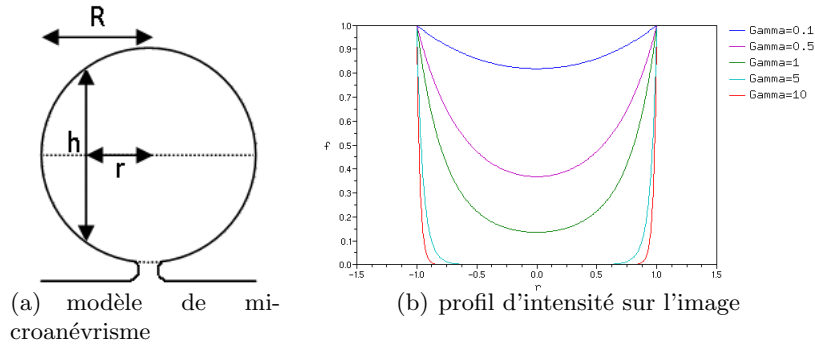 R
h
r
(a) modèle de mi-
croanévrisme
1.0
0.9
0.8
0.7
0.6
0.5
0.4
0.3
0.2
0.1
0.0
f
-1.5
-1.0
-0.5
0.0
0.5
1.0
1.5
r
Gamma=0.1
Gamma=0.5
Gamma=1
Gamma=5
Gamma=10
(b) profil d'intensité sur l'image